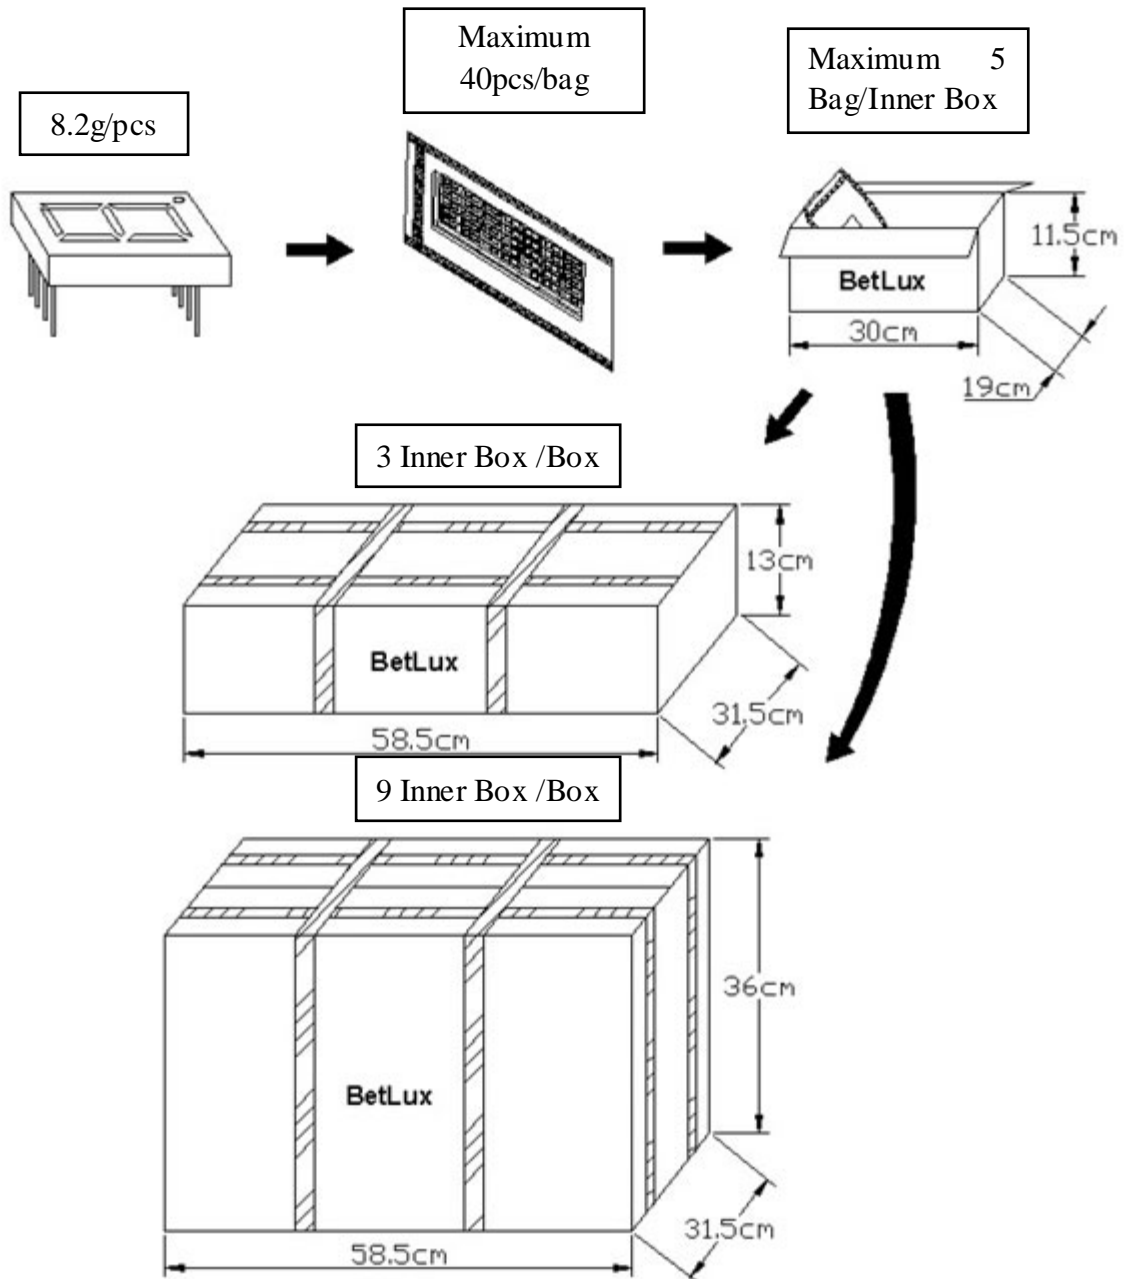 Maximum
40pcs/bag
Maximum 5
Bag/Inner Box
8.2g/pcs
11.5cm
BetLux
30cm
19cm
3 Inner Box /Box
13cm
BetLux
31.5cm
58.5cm
9 Inner Box /Box
36cm
BetLux
31.5cm
58.5cm